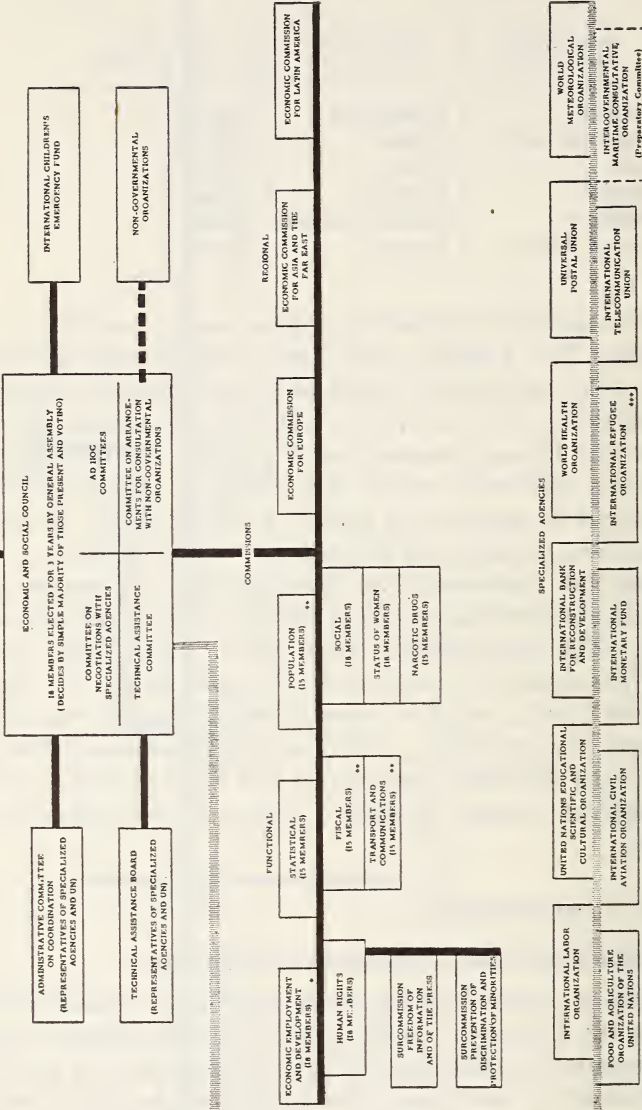 ECONOMIC AND SOCIAL COUNCIL
18 MEMBERS ELECTED FOR 3 YEARS BY GENERAL ASSEMBLY
(DECIDES BY SIMPLE MAJORITY OF THOSE PRESENT AND VOTING)
COMMITTEE ON
NEGOTIATIONS WITH
SPECIALIZED AGENCIES
AD HOC
COMMITTEES
TECHNICAL ASSISTANCE
COMMITTEE
COMMITTEE ON ARRANGE-
MENTS FOR CONSULTATION
WITH NON-GOVERNMENTAL
ORGANIZATIONS
ADMINISTRATIVE COMMITTEE
ON COORDINATION
(REPRESENTATIVES OF SPECIALIZED
AGENCIES AND UN)
TECHNICAL ASSISTANCE BOARD
(REPRESENTATIVES OF SPECIALIZED
AGENCIES AND UN)
INTERNATIONAL CHILDREN'S
EMERGENCY FUND
NON-GOVERNMENTAL
ORGANIZATIONS
COMMISSIONS
FUNCTIONAL
ECONOMIC EMPLOYMENT
AND DEVELOPMENT
(18 MEMBERS) *
STATISTICAL
(15 MEMBERS)
POPULATION
(15 MEMBERS) **
HUMAN RIGHTS
(18 MEMBERS)
FISCAL
(15 MEMBERS) **
TRANSPORT AND
COMMUNICATIONS
(15 MEMBERS) **
SOCIAL
(18 MEMBERS)
STATUS OF WOMEN
(18 MEMBERS)
NARCOTIC DRUGS
(15 MEMBERS)
SUBCOMMISSION
FREEDOM OF
INFORMATION
AND OF THE PRESS
SUBCOMMISSION
PREVENTION OF
DISCRIMINATION AND
PROTECTION OF MINORITIES
REGIONAL
ECONOMIC COMMISSION
FOR EUROPE
ECONOMIC COMMISSION
FOR ASIA AND THE
FAR EAST
ECONOMIC COMMISSION
FOR LATIN AMERICA
SPECIALIZED AGENCIES
INTERNATIONAL LABOR
ORGANIZATION
UNITED NATIONS EDUCATIONAL
SCIENTIFIC AND
CULTURAL ORGANIZATION
INTERNATIONAL BANK
FOR RECONSTRUCTION
AND DEVELOPMENT
WORLD HEALTH
ORGANIZATION
UNIVERSAL
POSTAL UNION
WORLD
METEOROLOGICAL
ORGANIZATION
FOOD AND AGRICULTURE
ORGANIZATION OF THE
UNITED NATIONS
INTERNATIONAL CIVIL
AVIATION ORGANIZATION
INTERNATIONAL
MONETARY FUND
INTERNATIONAL REFUGEE
ORGANIZATION ***
INTERNATIONAL
TELECOMMUNICATION
UNION
INTERGOVERNMENTAL
MARITIME CONSULTATIVE
ORGANIZATION
(Preparatory Committee)